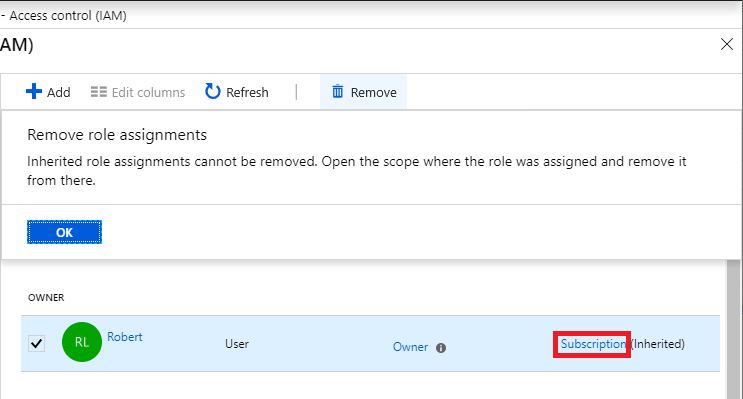 - Access control (IAM)
AM)
Add Edit columns Refresh Remove
Remove role assignments
Inherited role assignments cannot be removed. Open the scope where the role was assigned and remove it
from there.
OK
OWNER
RL Robert User Owner Subscription (Inherited)